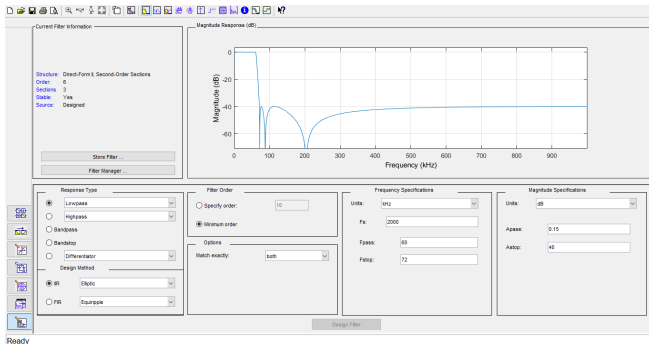 Current Filter Information
Structure: Direct-Form II, Second-Order Sections
Order: 6
Sections 3
Stable: Yes
Source: Designed
Store Filter ...
Filter Manager ...
Magnitude Response (dB)
Magnitude (dB)
0
-20
-40
-60
0 100 200 300 400 500 600 700 800 900
Frequency (kHz)
Response Type
Lowpass
Highpass
Bandpass
Bandstop
Differentiator
Design Method
IIR Elliptic
FIR Equiripple
Filter Order
Specify order: 10
Minimum order
Options
Match exactly: both
Frequency Specifications
Units: kHz
Fs: 2000
Fpass: 60
Fstop: 72
Magnitude Specifications
Units: dB
Apass: 0.15
Astop: 40
Design Filter
Ready